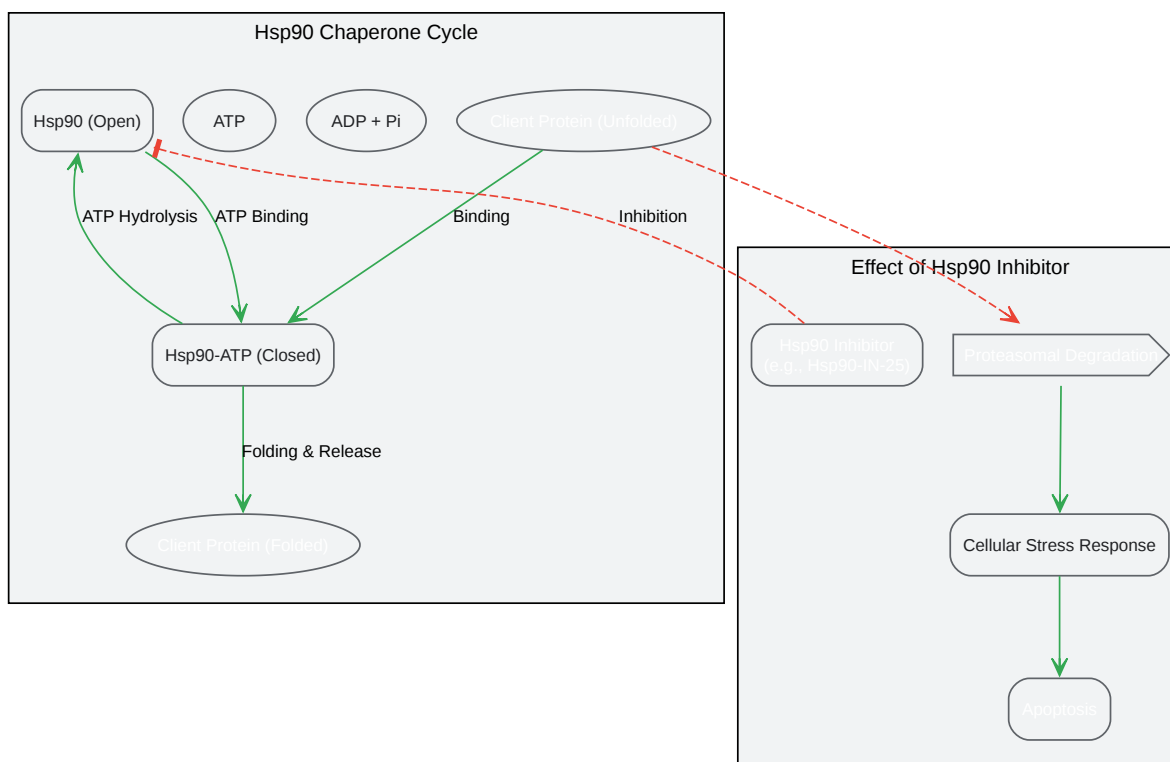 Hsp90 Chaperone Cycle
Hsp90 (Open)
ATP
ADP + Pi
Client Protein (Unfolded)
ATP Hydrolysis
ATP Binding
Binding
Inhibition
Effect of Hsp90 Inhibitor
Hsp90-ATP (Closed)
Hsp90 Inhibitor
(e.g., Hsp90-IN-25)
Proteasomal Degradation
Folding & Release
Client Protein (Folded)
Cellular Stress Response
Apoptosis